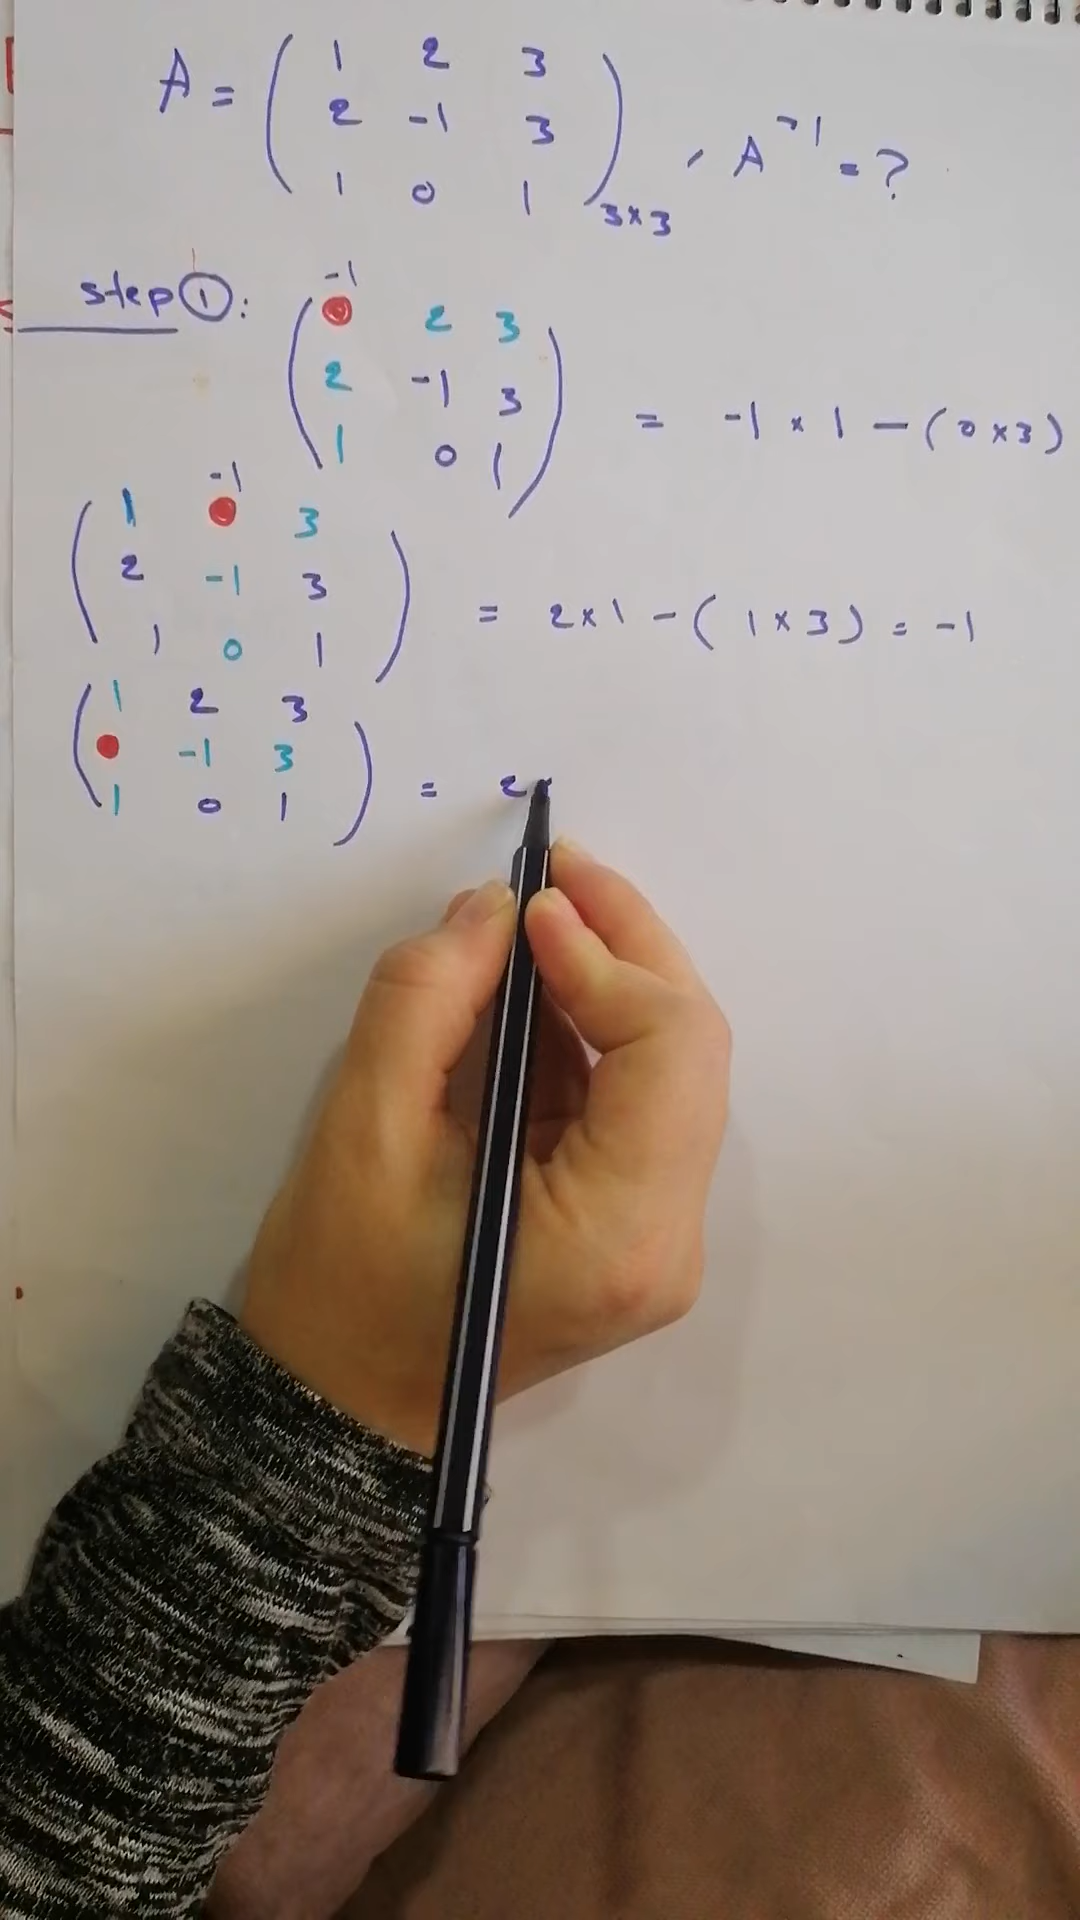 A = ( 1 2 3
2 -1 3
1 0 1 ) 3×3 , A⁻¹ = ?
step ①: -1
( ● 2 3
2 -1 3 = -1 × 1 - ( 0 × 3 )
1 0 1 )
-1
( 1 ● 3
2 -1 3 = 2 × 1 - ( 1 × 3 ) = -1
1 0 1 )
( 1 2 3
● -1 3 = 2
1 0 1 )